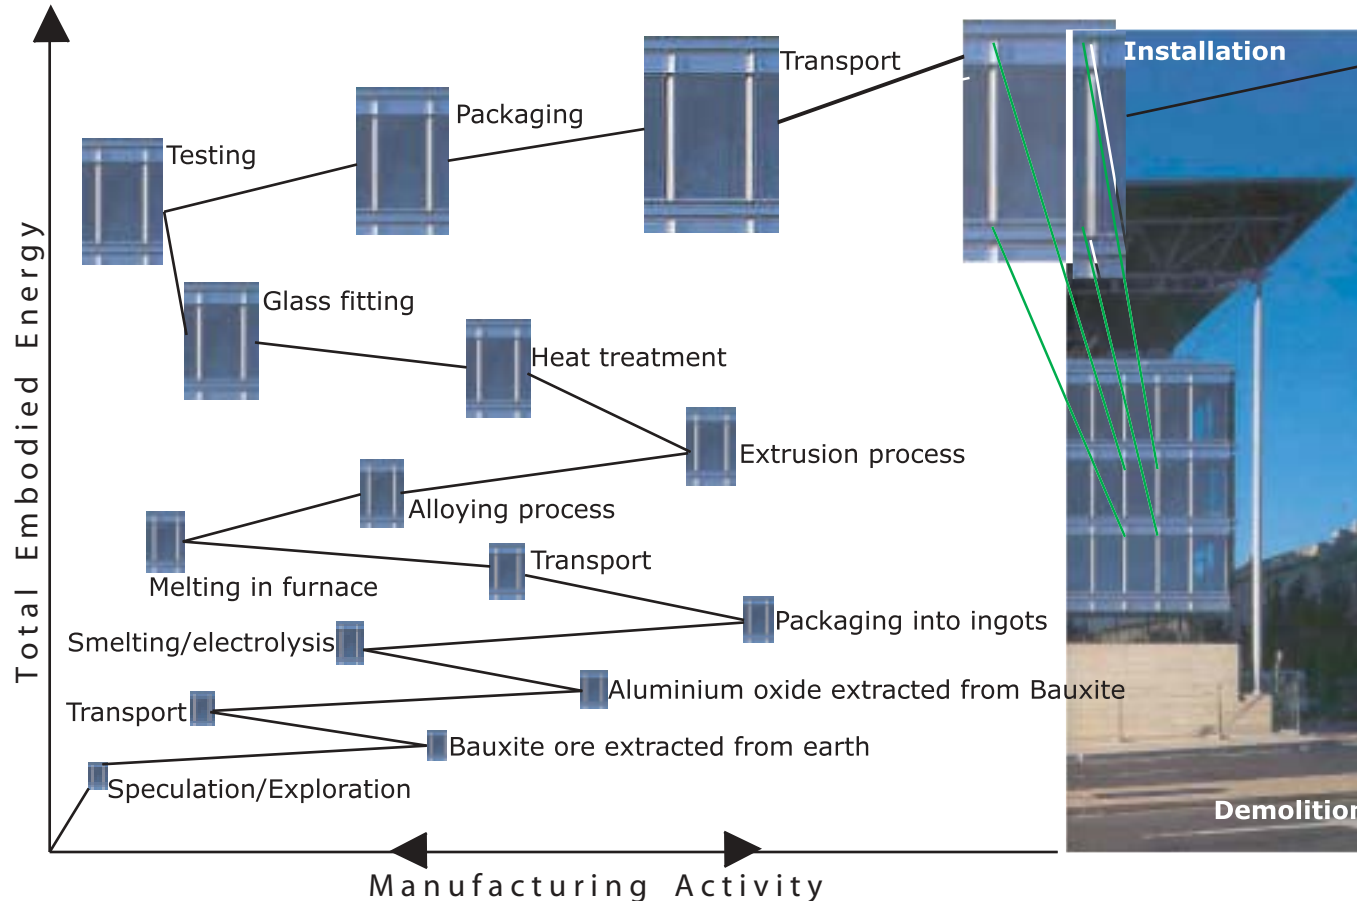 Installation
Transport
Packaging
Testing
Glass fitting
Heat treatment
Extrusion process
Alloying process
Transport
Melting in furnace
Packaging into ingots
Smelting/electrolysis
Aluminium oxide extracted from Bauxite
Transport
Bauxite ore extracted from earth
Speculation/Exploration
Demolition
Total Embodied Energy
Manufacturing Activity